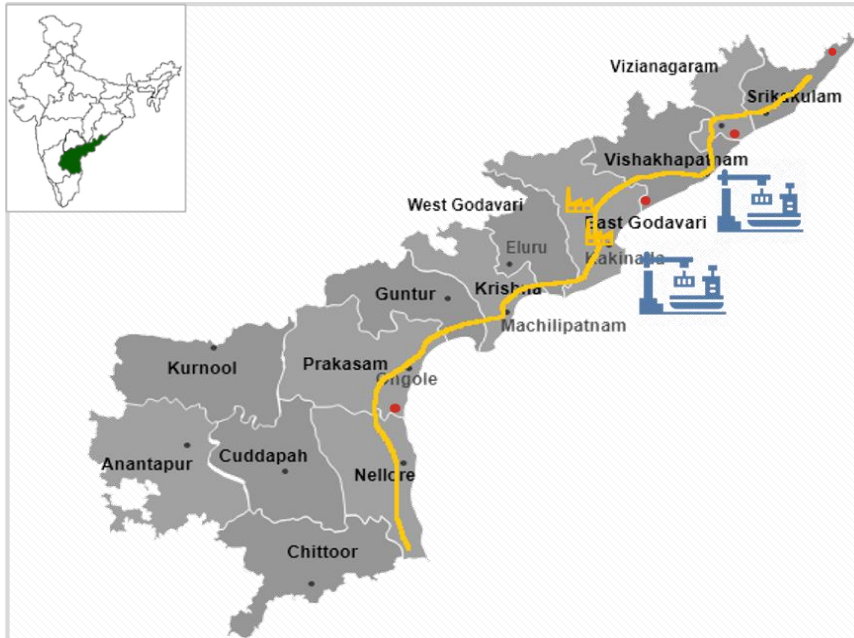 Vizianagaram
Srikakulam
Vishakhapatnam
West Godavari
East Godavari
Eluru
Kakinada
Krishna
Guntur
Machilipatnam
Prakasam
Kurnool
Ongole
Cuddapah
Anantapur
Nellore
Chittoor